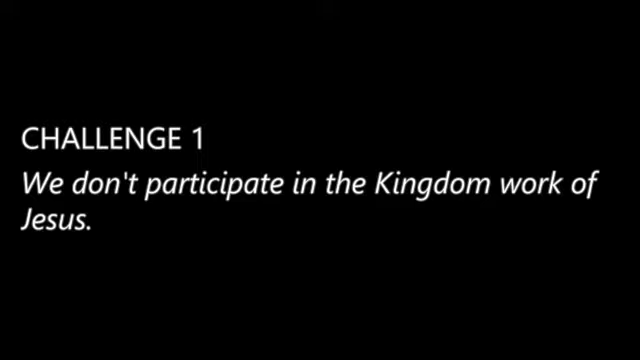 CHALLENGE 1
We don't participate in the Kingdom work of
Jesus.